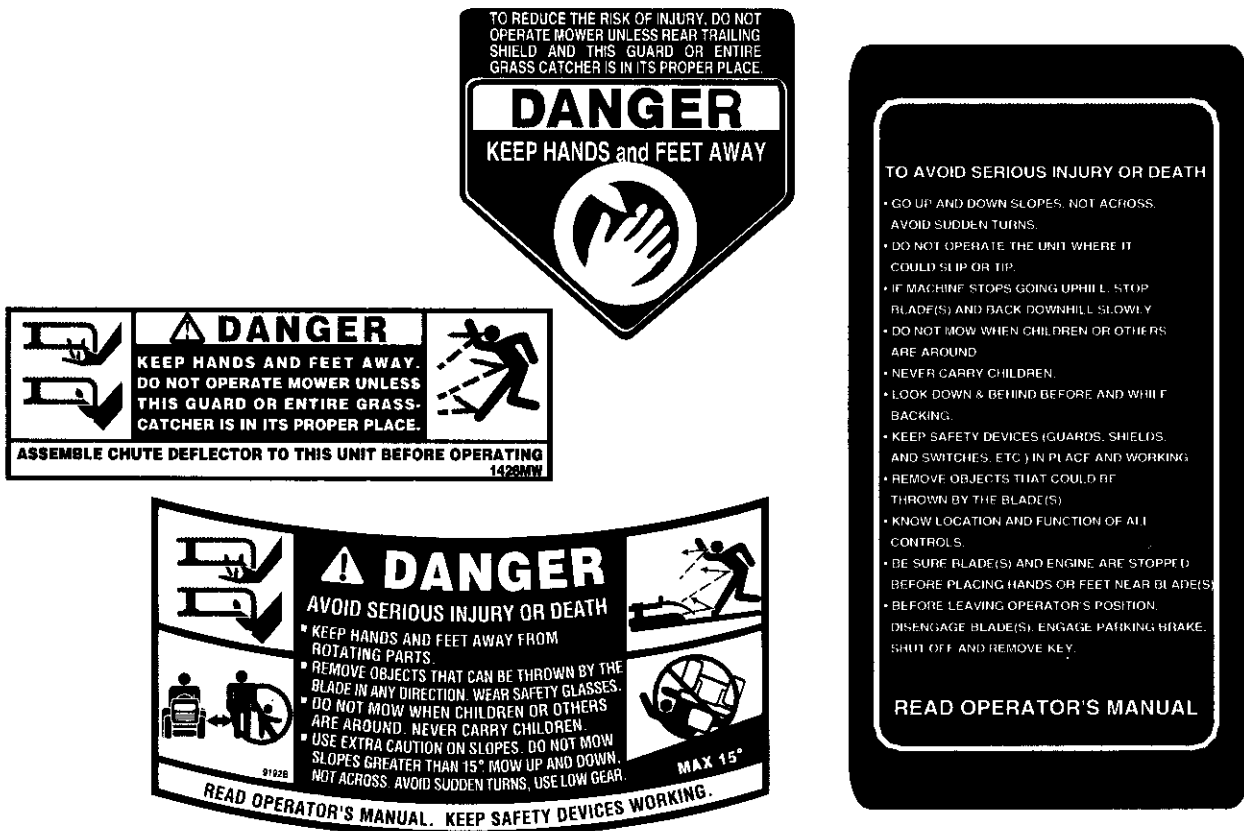 TO REDUCE THE RISK OF INJURY, DO NOT
OPERATE MOWER UNLESS REAR TRAILING
SHIELD AND THIS GUARD OR ENTIRE
GRASS CATCHER IS IN ITS PROPER PLACE.
DANGER
KEEP HANDS and FEET AWAY
DANGER
KEEP HANDS AND FEET AWAY.
DO NOT OPERATE MOWER UNLESS
THIS GUARD OR ENTIRE GRASS-
CATCHER IS IN ITS PROPER PLACE.
ASSEMBLE CHUTE DEFLECTOR TO THIS UNIT BEFORE OPERATING
1426MW
DANGER
AVOID SERIOUS INJURY OR DEATH
▪ KEEP HANDS AND FEET AWAY FROM
ROTATING PARTS.
▪ REMOVE OBJECTS THAT CAN BE THROWN BY THE
BLADE IN ANY DIRECTION. WEAR SAFETY GLASSES.
▪ DO NOT MOW WHEN CHILDREN OR OTHERS
ARE AROUND. NEVER CARRY CHILDREN.
▪ USE EXTRA CAUTION ON SLOPES. DO NOT MOW
SLOPES GREATER THAN 15°. MOW UP AND DOWN,
NOT ACROSS. AVOID SUDDEN TURNS, USE LOW GEAR.
9192B
MAX 15°
READ OPERATOR'S MANUAL. KEEP SAFETY DEVICES WORKING.
TO AVOID SERIOUS INJURY OR DEATH
• GO UP AND DOWN SLOPES, NOT ACROSS.
AVOID SUDDEN TURNS.
• DO NOT OPERATE THE UNIT WHERE IT
COULD SLIP OR TIP.
• IF MACHINE STOPS GOING UPHILL, STOP
BLADE(S) AND BACK DOWNHILL SLOWLY
• DO NOT MOW WHEN CHILDREN OR OTHERS
ARE AROUND
• NEVER CARRY CHILDREN.
• LOOK DOWN & BEHIND BEFORE AND WHILE
BACKING.
• KEEP SAFETY DEVICES (GUARDS, SHIELDS,
AND SWITCHES, ETC.) IN PLACE AND WORKING
• REMOVE OBJECTS THAT COULD BE
THROWN BY THE BLADE(S)
• KNOW LOCATION AND FUNCTION OF ALL
CONTROLS.
• BE SURE BLADE(S) AND ENGINE ARE STOPPED
BEFORE PLACING HANDS OR FEET NEAR BLADE(S)
• BEFORE LEAVING OPERATOR'S POSITION,
DISENGAGE BLADE(S), ENGAGE PARKING BRAKE,
SHUT OFF AND REMOVE KEY.
READ OPERATOR'S MANUAL